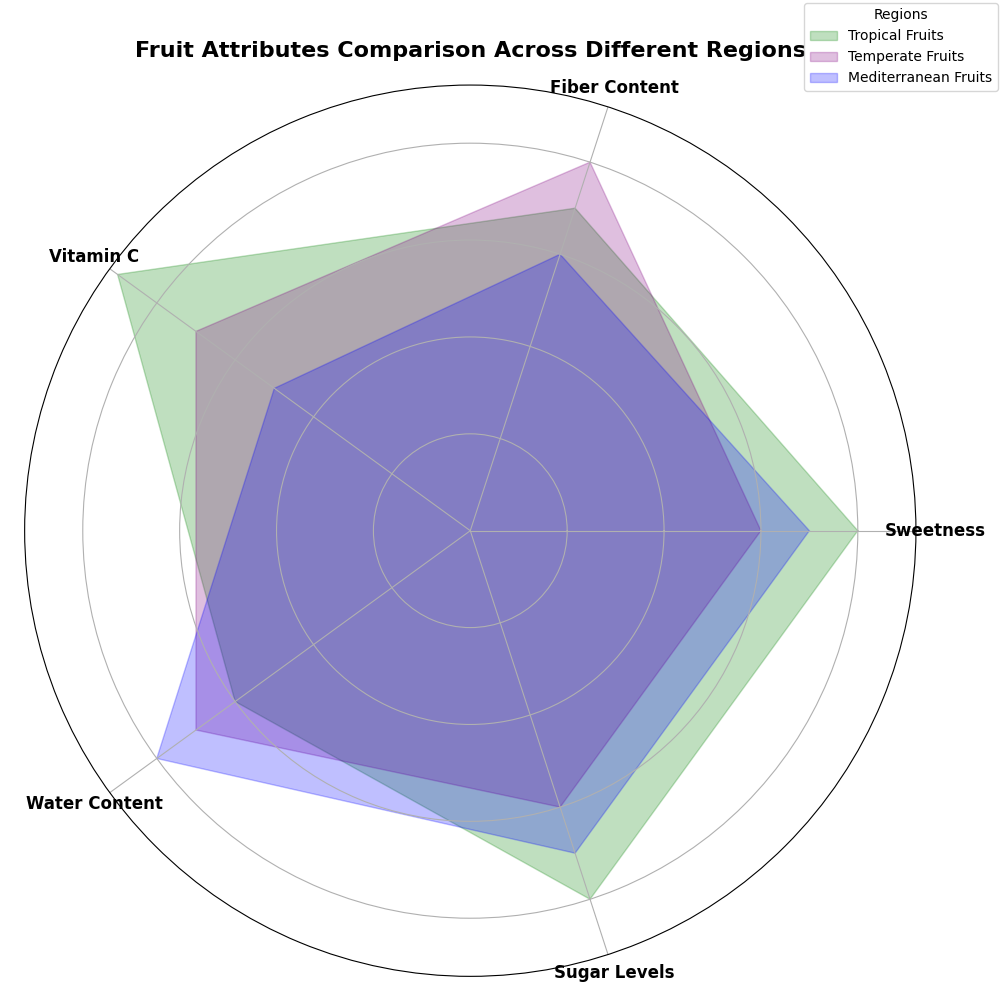 Fruit Attributes Comparison Across Different Regions
Regions
Tropical Fruits
Temperate Fruits
Mediterranean Fruits
Fiber Content
Vitamin C
Sweetness
Water Content
Sugar Levels